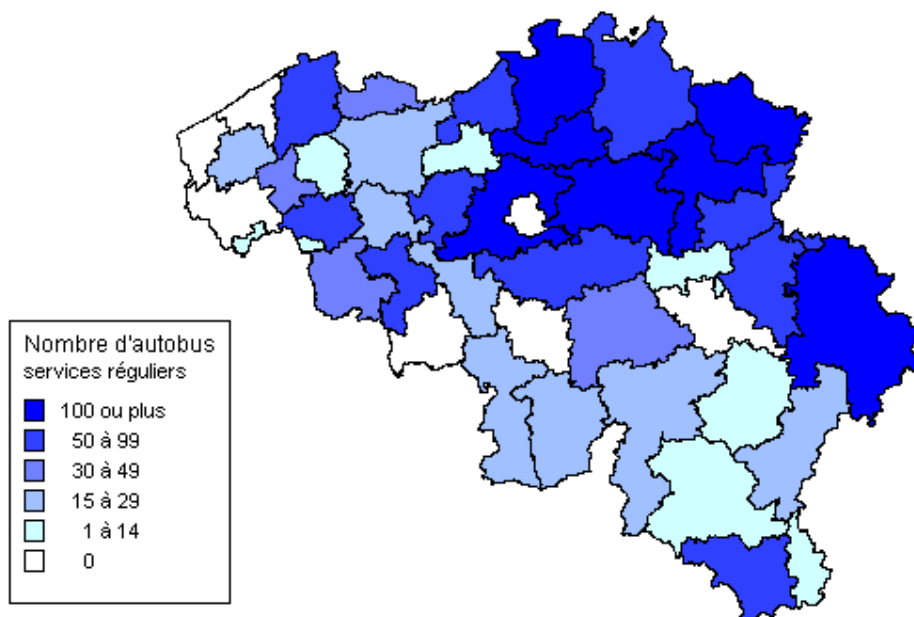 Nombre d'autobus
services réguliers
100 ou plus
50 à 99
30 à 49
15 à 29
1 à 14
0